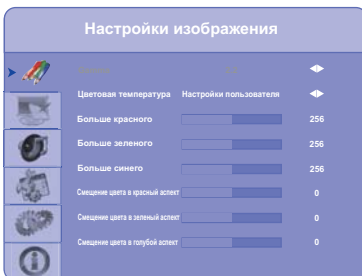 Настройки изображения
Цветовая температура Настройки пользователя
Больше красного 256
Больше зеленого 256
Больше синего 256
Смещение цвета в красный аспект 0
Смещение цвета в зеленый аспект 0
Смещение цвета в голубой аспект 0